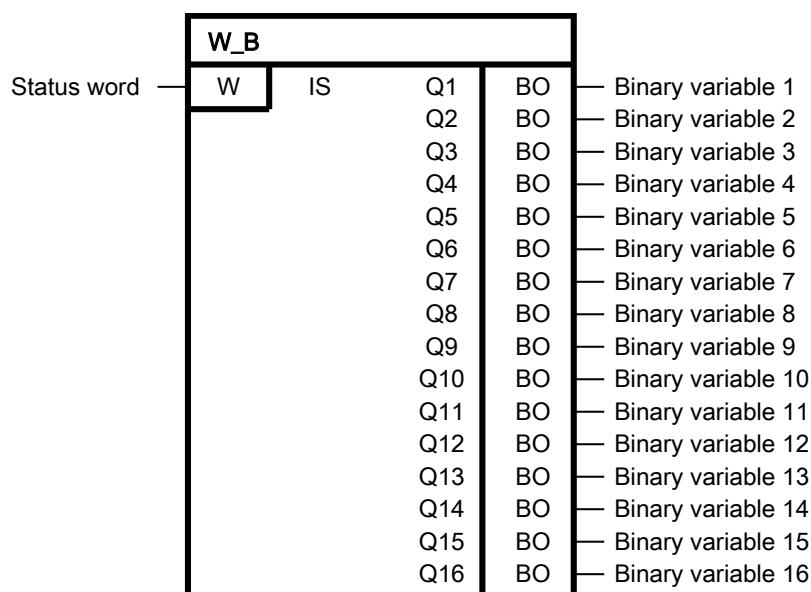 W_B
Status word W IS Q1 BO Binary variable 1
Q2 BO Binary variable 2
Q3 BO Binary variable 3
Q4 BO Binary variable 4
Q5 BO Binary variable 5
Q6 BO Binary variable 6
Q7 BO Binary variable 7
Q8 BO Binary variable 8
Q9 BO Binary variable 9
Q10 BO Binary variable 10
Q11 BO Binary variable 11
Q12 BO Binary variable 12
Q13 BO Binary variable 13
Q14 BO Binary variable 14
Q15 BO Binary variable 15
Q16 BO Binary variable 16